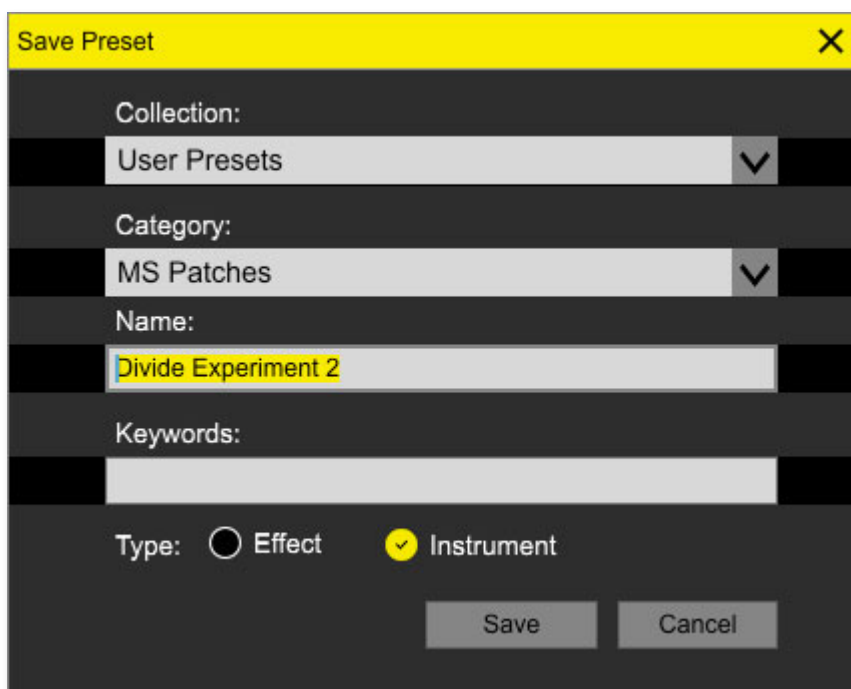 Save Preset
Collection:
User Presets
Category:
MS Patches
Name:
Divide Experiment 2
Keywords:
Type: Effect Instrument
Save Cancel